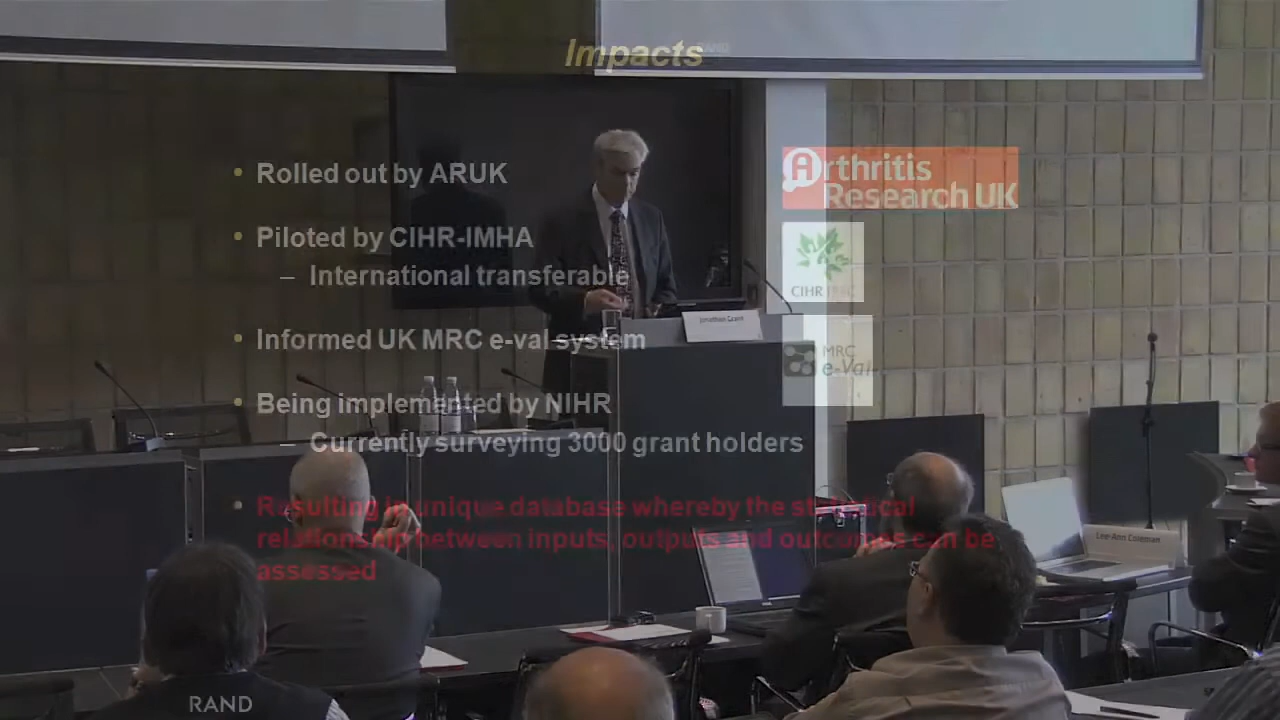 Impacts
• Rolled out by ARUK
• Piloted by CIHR-IMHA
– International transferable
• Informed UK MRC e-val system
• Being implemented by NIHR
– Currently surveying 3000 grant holders
• Resulting in unique database whereby the statistical
relationship between inputs, outputs and outcomes can be
assessed
Arthritis
Research UK
CIHR IRSC
MRC
e-Val
Jonathan Grant
Lee-Ann Coleman
RAND